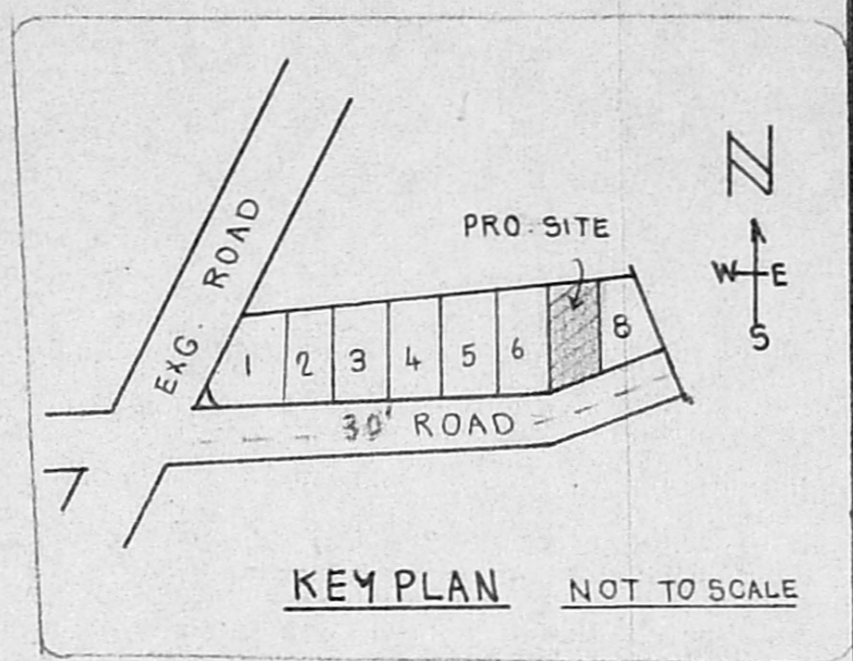 N
PRO. SITE
W E
S
EXG. ROAD
1 2 3 4 5 6 8
30' ROAD
KEY PLAN NOT TO SCALE